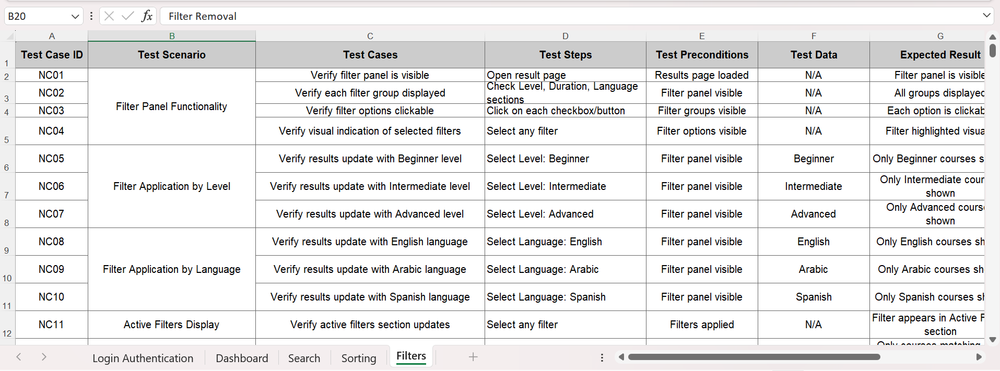 B20 fx Filter Removal
A B C D E F G
1 Test Case ID Test Scenario Test Cases Test Steps Test Preconditions Test Data Expected Result
2 NC01 Verify filter panel is visible Open result page Results page loaded N/A Filter panel is visible
3 NC02 Verify each filter group displayed Check Level, Duration, Language sections Filter panel visible N/A All groups displayed
Filter Panel Functionality
4 NC03 Verify filter options clickable Click on each checkbox/button Filter groups visible N/A Each option is clickab
5 NC04 Verify visual indication of selected filters Select any filter Filter options visible N/A Filter highlighted visua
6 NC05 Verify results update with Beginner level Select Level: Beginner Filter panel visible Beginner Only Beginner courses s
7 NC06 Filter Application by Level Verify results update with Intermediate level Select Level: Intermediate Filter panel visible Intermediate Only Intermediate cour shown
8 NC07 Verify results update with Advanced level Select Level: Advanced Filter panel visible Advanced Only Advanced cours shown
9 NC08 Verify results update with English language Select Language: English Filter panel visible English Only English courses sh
10 NC09 Filter Application by Language Verify results update with Arabic language Select Language: Arabic Filter panel visible Arabic Only Arabic courses sh
11 NC10 Verify results update with Spanish language Select Language: Spanish Filter panel visible Spanish Only Spanish courses sh
12 NC11 Active Filters Display Verify active filters section updates Select any filter Filters applied N/A Filter appears in Active F section
Only courses matching
Login Authentication Dashboard Search Sorting Filters